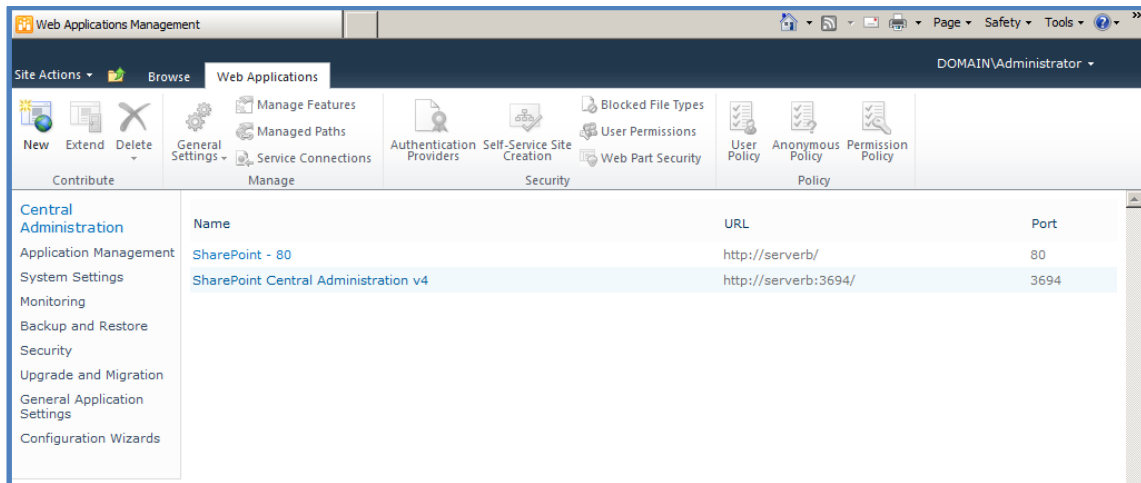 Web Applications Management
Page Safety Tools
»
Site Actions Browse Web Applications DOMAIN\Administrator
New Extend Delete
Contribute
General Settings
Manage Features
Managed Paths
Service Connections
Manage
Authentication Providers
Self-Service Site Creation
Blocked File Types
User Permissions
Web Part Security
Security
User Policy
Anonymous Policy
Permission Policy
Policy
Central
Administration
Application Management
System Settings
Monitoring
Backup and Restore
Security
Upgrade and Migration
General Application
Settings
Configuration Wizards
Name URL Port
SharePoint - 80 http://serverb/ 80
SharePoint Central Administration v4 http://serverb:3694/ 3694